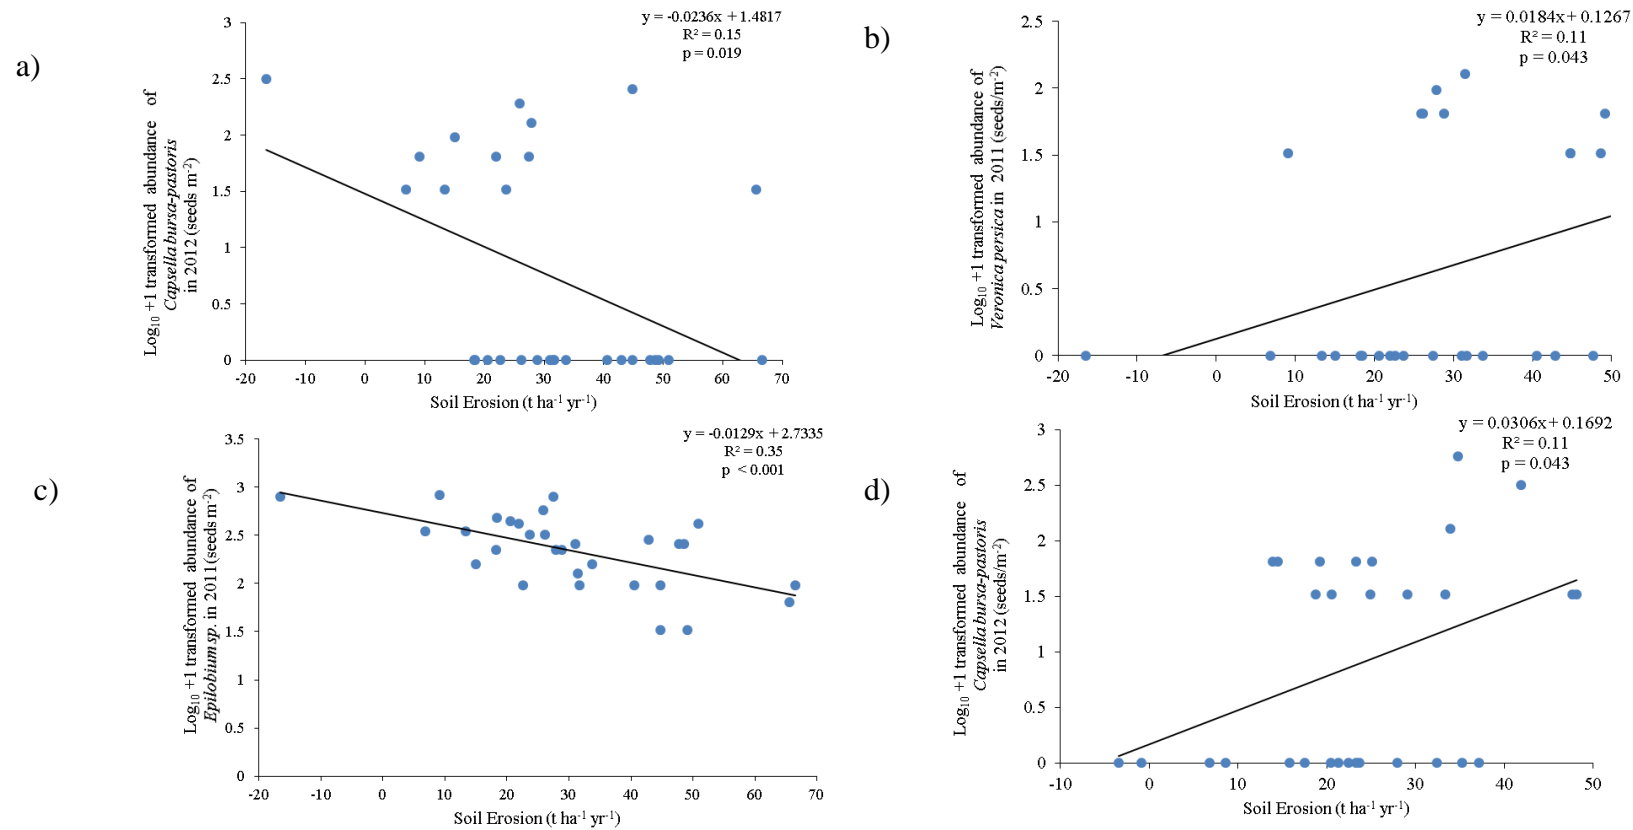 a)
y = -0.0236x + 1.4817
R² = 0.15
p = 0.019
Log₁₀ +1 transformed abundance of
Capsella bursa-pastoris
in 2012 (seeds m⁻²)
3
2.5
2
1.5
1
0.5
0
-20 -10 0 10 20 30 40 50 60 70
Soil Erosion (t ha⁻¹ yr⁻¹)
b)
y = 0.0184x + 0.1267
R² = 0.11
p = 0.043
Log₁₀ +1 transformed abundance of
Veronica persica in 2011 (seeds/m⁻²)
2.5
2
1.5
1
0.5
0
-20 -10 0 10 20 30 40 50
Soil Erosion (t ha⁻¹ yr⁻¹)
c)
y = -0.0129x + 2.7335
R² = 0.35
p < 0.001
Log₁₀ +1 transformed abundance of
Epilobium sp. in 2011 (seeds m⁻²)
3.5
3
2.5
2
1.5
1
0.5
0
-20 -10 0 10 20 30 40 50 60 70
Soil Erosion (t ha⁻¹ yr⁻¹)
d)
y = 0.0306x + 0.1692
R² = 0.11
p = 0.043
Log₁₀ +1 transformed abundance of
Capsella bursa-pastoris
in 2012 (seeds/m⁻²)
3
2.5
2
1.5
1
0.5
0
-10 0 10 20 30 40 50
Soil Erosion (t ha⁻¹ yr⁻¹)